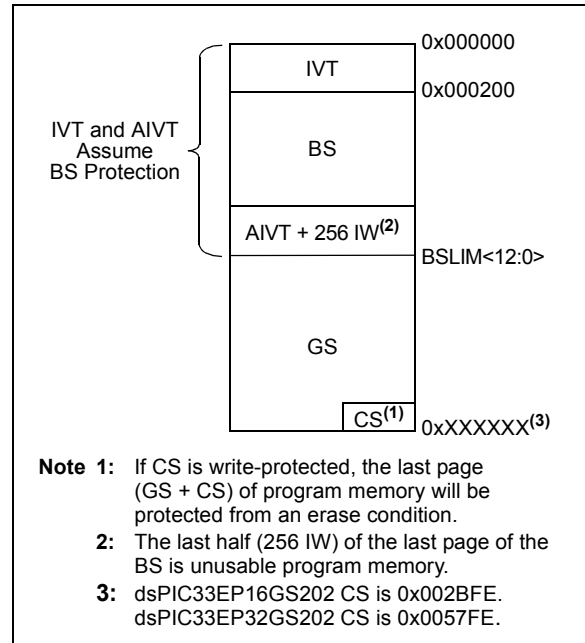 0x000000
IVT
0x000200
IVT and AIVT
Assume
BS Protection
BS
AIVT + 256 IW(2)
BSLIM<12:0>
GS
CS(1)
0xXXXXXX(3)
Note 1: If CS is write-protected, the last page
(GS + CS) of program memory will be
protected from an erase condition.
2: The last half (256 IW) of the last page of the
BS is unusable program memory.
3: dsPIC33EP16GS202 CS is 0x002BFE.
dsPIC33EP32GS202 CS is 0x0057FE.